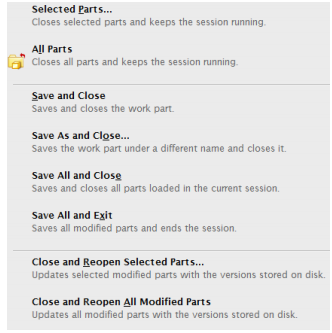 Selected Parts...
Closes selected parts and keeps the session running.
All Parts
Closes all parts and keeps the session running.
Save and Close
Saves and closes the work part.
Save As and Close...
Saves the work part under a different name and closes it.
Save All and Close
Saves and closes all parts loaded in the current session.
Save All and Exit
Saves all modified parts and ends the session.
Close and Reopen Selected Parts...
Updates selected modified parts with the versions stored on disk.
Close and Reopen All Modified Parts
Updates all modified parts with the versions stored on disk.